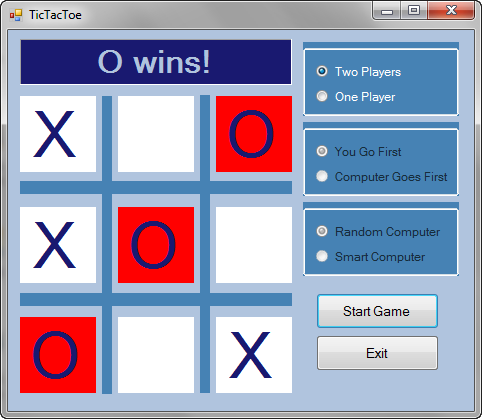 TicTacToe
O wins!
X O
X O
O X
Two Players
One Player
You Go First
Computer Goes First
Random Computer
Smart Computer
Start Game
Exit